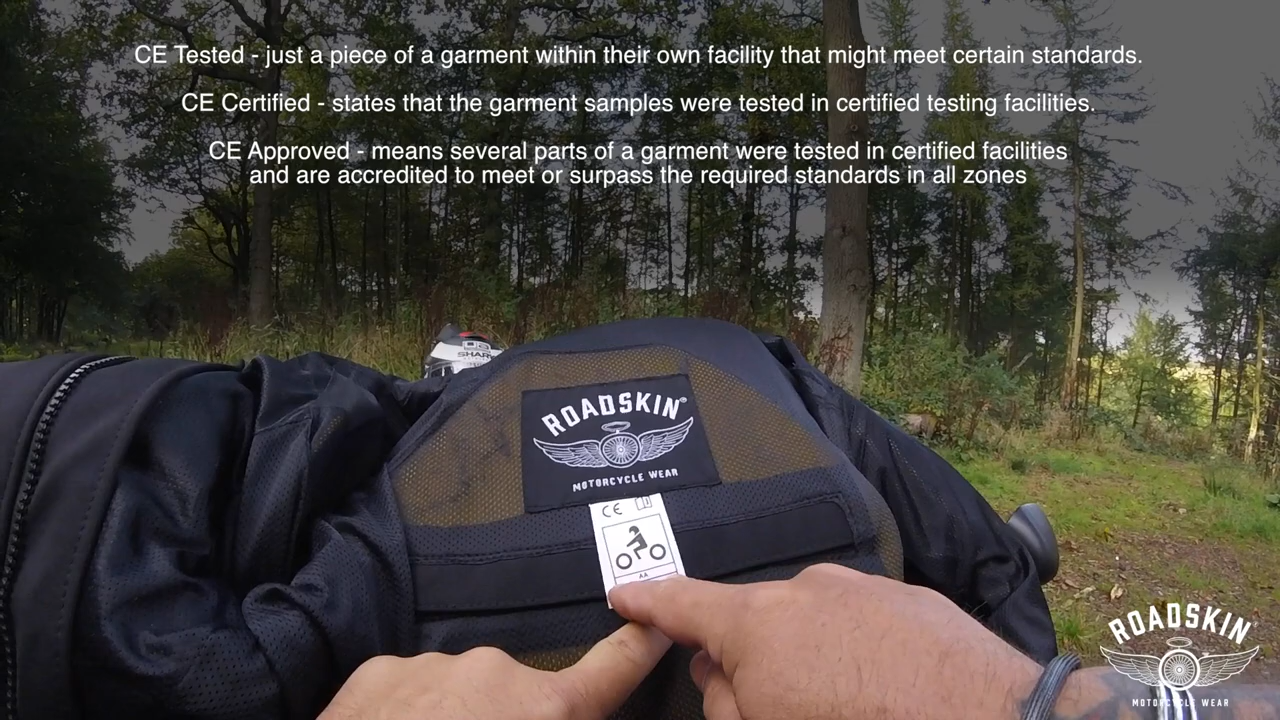 CE Tested - just a piece of a garment within their own facility that might meet certain standards.
CE Certified - states that the garment samples were tested in certified testing facilities.
CE Approved - means several parts of a garment were tested in certified facilities
and are accredited to meet or surpass the required standards in all zones
SHARK
ROADSKIN®
MOTORCYCLE WEAR
CE
AA
ROADSKIN
MOTORCYCLE WEAR